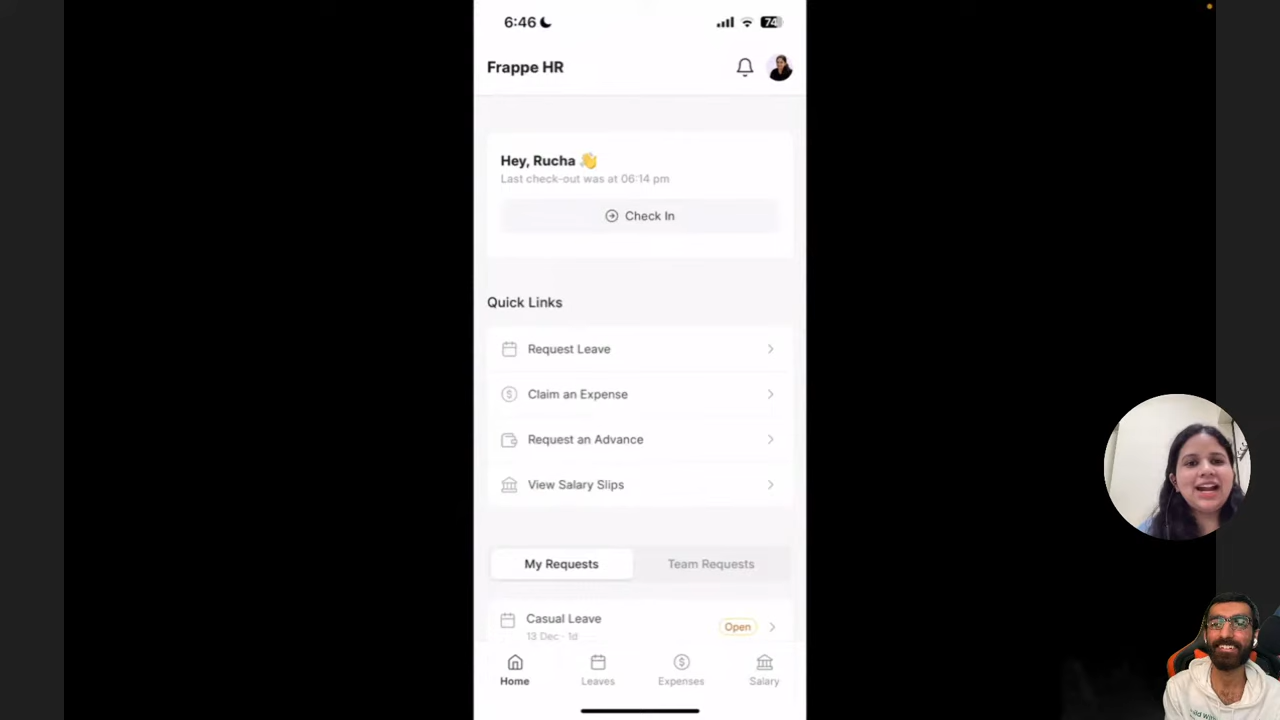 6:46
74
Frappe HR
Hey, Rucha 👋
Last check-out was at 06:14 pm
Check In
Quick Links
Request Leave
Claim an Expense
Request an Advance
View Salary Slips
My Requests
Team Requests
Casual Leave
13 Dec · 1d
Open
Home
Leaves
Expenses
Salary